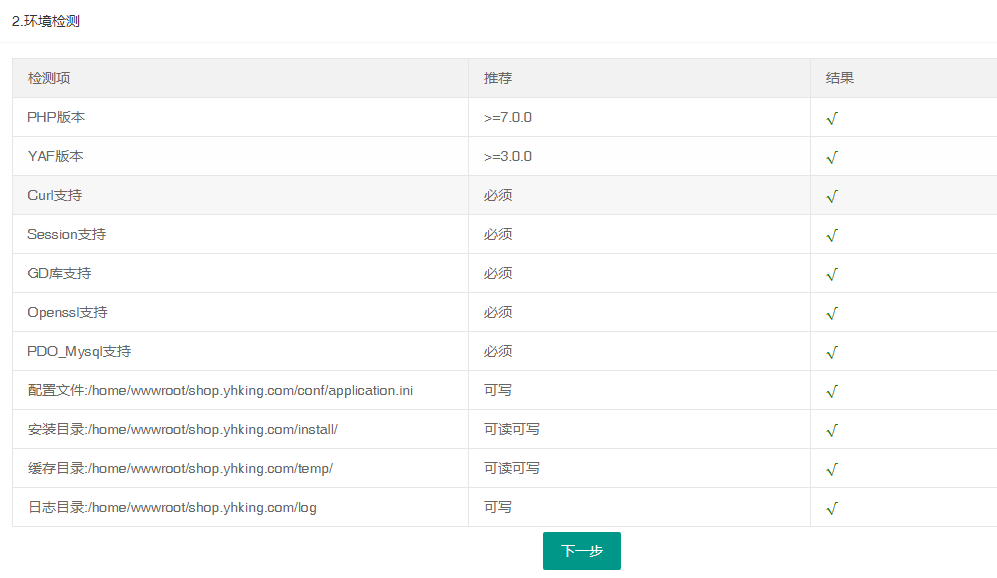 2.环境检测
检测项 推荐 结果
PHP版本 >=7.0.0 √
YAF版本 >=3.0.0 √
Curl支持 必须 √
Session支持 必须 √
GD库支持 必须 √
Openssl支持 必须 √
PDO_Mysql支持 必须 √
配置文件:/home/wwwroot/shop.yhking.com/conf/application.ini 可写 √
安装目录:/home/wwwroot/shop.yhking.com/install/ 可读可写 √
缓存目录:/home/wwwroot/shop.yhking.com/temp/ 可读可写 √
日志目录:/home/wwwroot/shop.yhking.com/log 可写 √
下一步